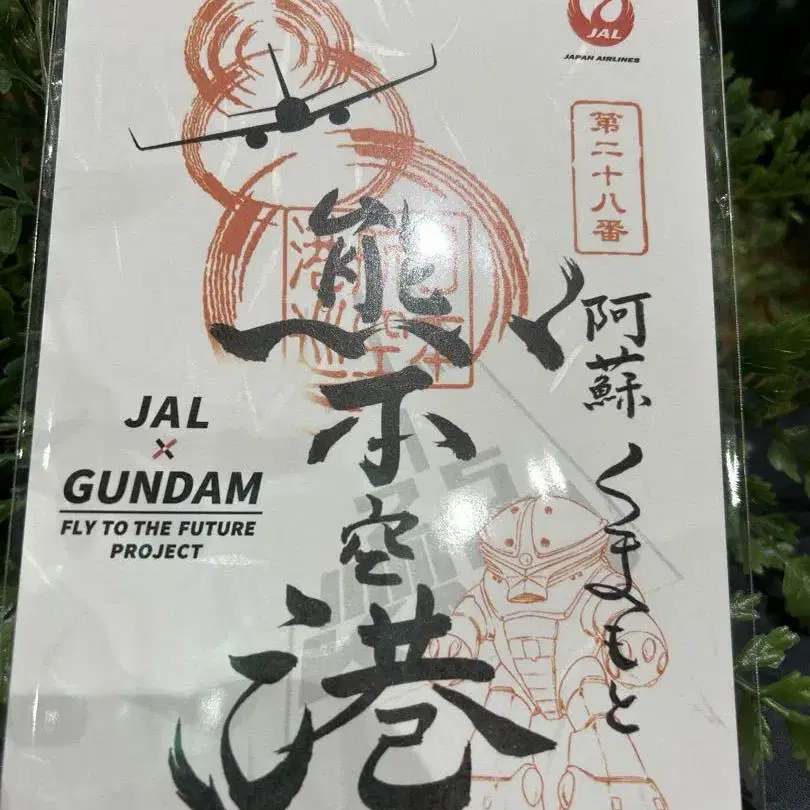 JAL
JAPAN AIRLINES
第二十八番
阿蘇くまもと
熊本空港
JAL
×
GUNDAM
FLY TO THE FUTURE
PROJECT